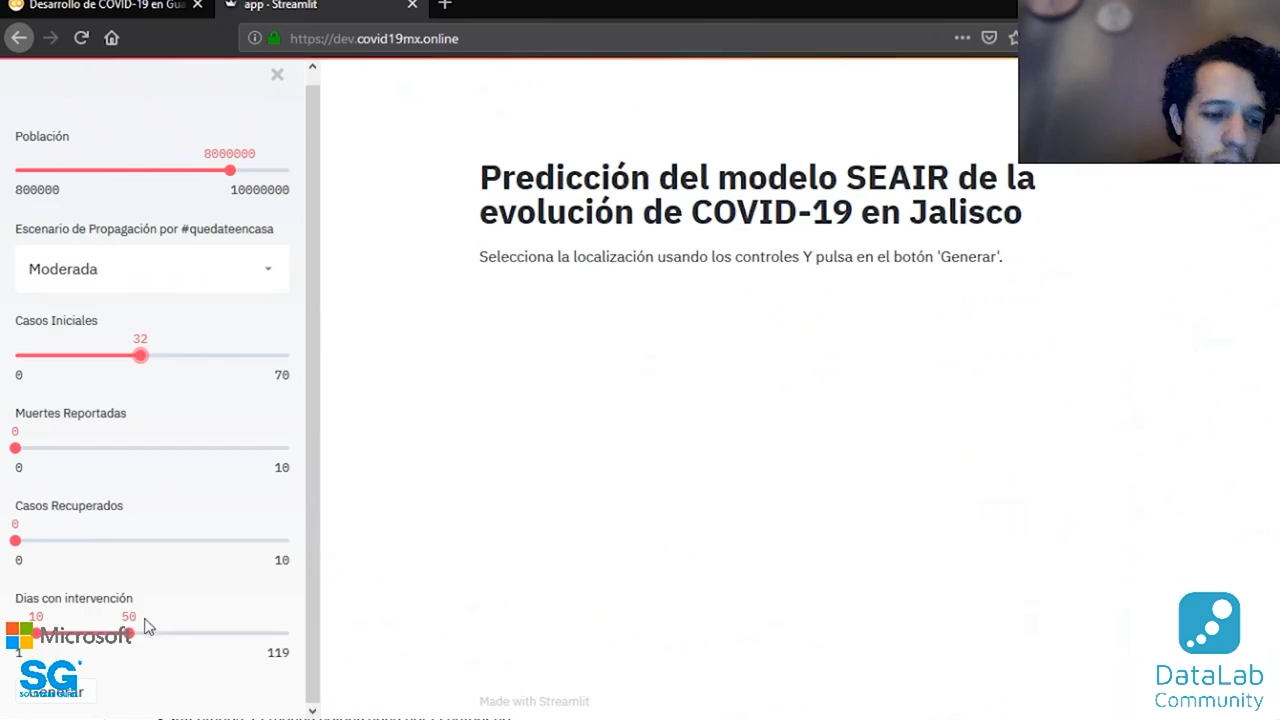 Desarrollo de COVID-19 en Gua
app - Streamlit
https://dev.covid19mx.online
Población
8000000
800000
10000000
Escenario de Propagación por #quedateencasa
Moderada
Casos Iniciales
32
0
70
Muertes Reportadas
0
0
10
Casos Recuperados
0
0
10
Dias con intervención
10
50
1
119
Microsoft
SG
Generar
Predicción del modelo SEAIR de la
evolución de COVID-19 en Jalisco
Selecciona la localización usando los controles Y pulsa en el botón 'Generar'.
Made with Streamlit
DataLab
Community